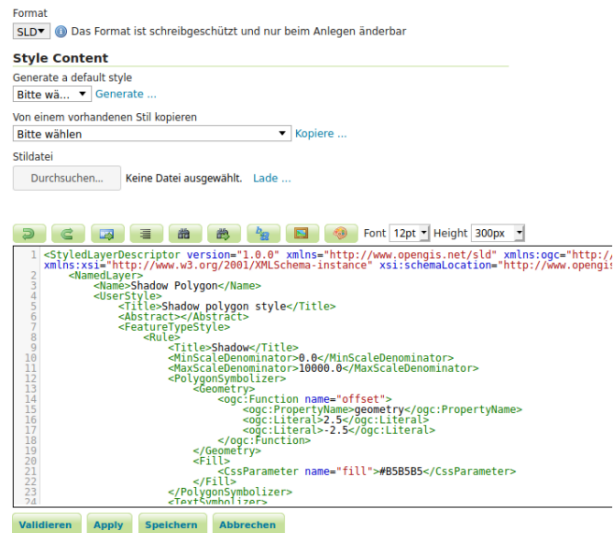 Format
SLD Das Format ist schreibgeschützt und nur beim Anlegen änderbar
Style Content
Generate a default style
Bitte wä... Generate ...
Von einem vorhandenen Stil kopieren
Bitte wählen Kopiere ...
Stildatei
Durchsuchen... Keine Datei ausgewählt. Lade ...
Font 12pt Height 300px
1 <StyledLayerDescriptor version="1.0.0" xmlns="http://www.opengis.net/sld" xmlns:ogc="http:/
xmlns:xsi="http://www.w3.org/2001/XMLSchema-instance" xsi:schemaLocation="http://www.opengis
2 <NamedLayer>
3 <Name>Shadow Polygon</Name>
4 <UserStyle>
5 <Title>Shadow polygon style</Title>
6 <Abstract></Abstract>
7 <FeatureTypeStyle>
8 <Rule>
9 <Title>Shadow</Title>
10 <MinScaleDenominator>0.0</MinScaleDenominator>
11 <MaxScaleDenominator>10000.0</MaxScaleDenominator>
12 <PolygonSymbolizer>
13 <Geometry>
14 <ogc:Function name="offset">
15 <ogc:PropertyName>geometry</ogc:PropertyName>
16 <ogc:Literal>2.5</ogc:Literal>
17 <ogc:Literal>-2.5</ogc:Literal>
18 </ogc:Function>
19 </Geometry>
20 <Fill>
21 <CssParameter name="fill">#B5B5B5</CssParameter>
22 </Fill>
23 </PolygonSymbolizer>
24 <TextSymbolizer>
Validieren Apply Speichern Abbrechen